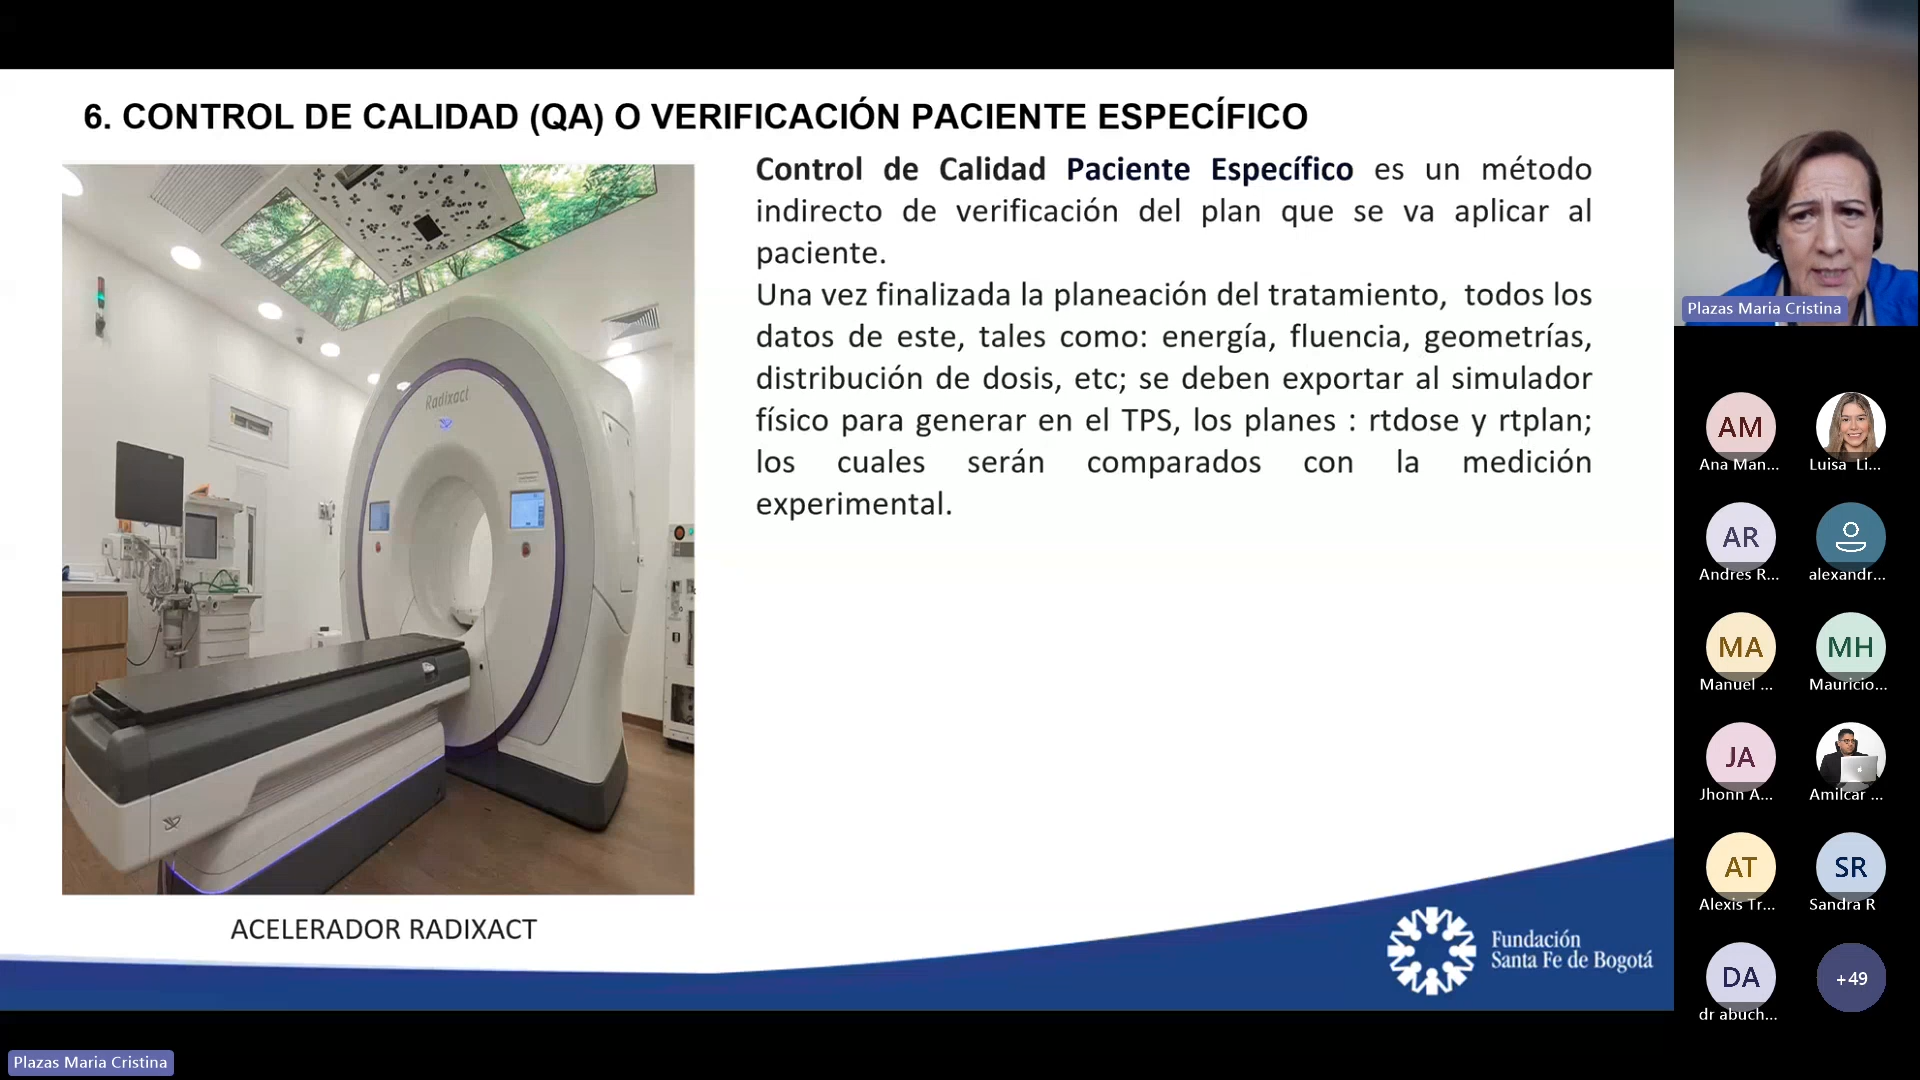 6. CONTROL DE CALIDAD (QA) O VERIFICACIÓN PACIENTE ESPECÍFICO
Control de Calidad Paciente Específico es un método
indirecto de verificación del plan que se va aplicar al
paciente.
Una vez finalizada la planeación del tratamiento, todos los
datos de este, tales como: energía, fluencia, geometrías,
distribución de dosis, etc; se deben exportar al simulador
físico para generar en el TPS, los planes : rtdose y rtplan;
los cuales serán comparados con la medición
experimental.
Radixact
ACELERADOR RADIXACT
Fundación
Santa Fe de Bogotá
Plazas Maria Cristina
AM
Ana Man...
Luisa Li...
AR
Andres R...
alexandr...
MA
Manuel ...
MH
Mauricio...
JA
Jhonn A...
Amilcar ...
AT
Alexis Tr...
SR
Sandra R
DA
dr abuch...
+49
Plazas Maria Cristina